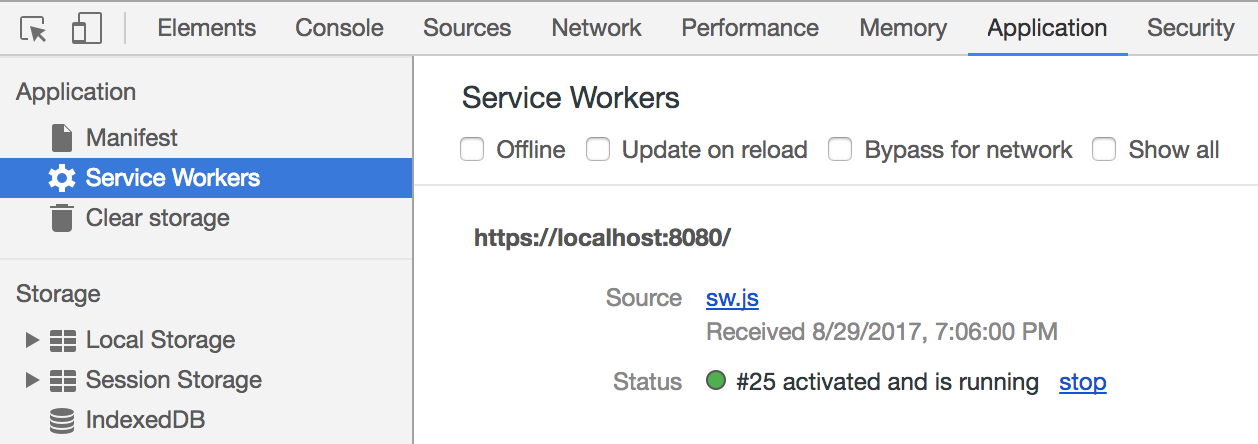 Elements Console Sources Network Performance Memory Application Security
Application
Manifest
Service Workers
Clear storage
Storage
Local Storage
Session Storage
IndexedDB
Service Workers
Offline Update on reload Bypass for network Show all
https://localhost:8080/
Source sw.js
Received 8/29/2017, 7:06:00 PM
Status #25 activated and is running stop